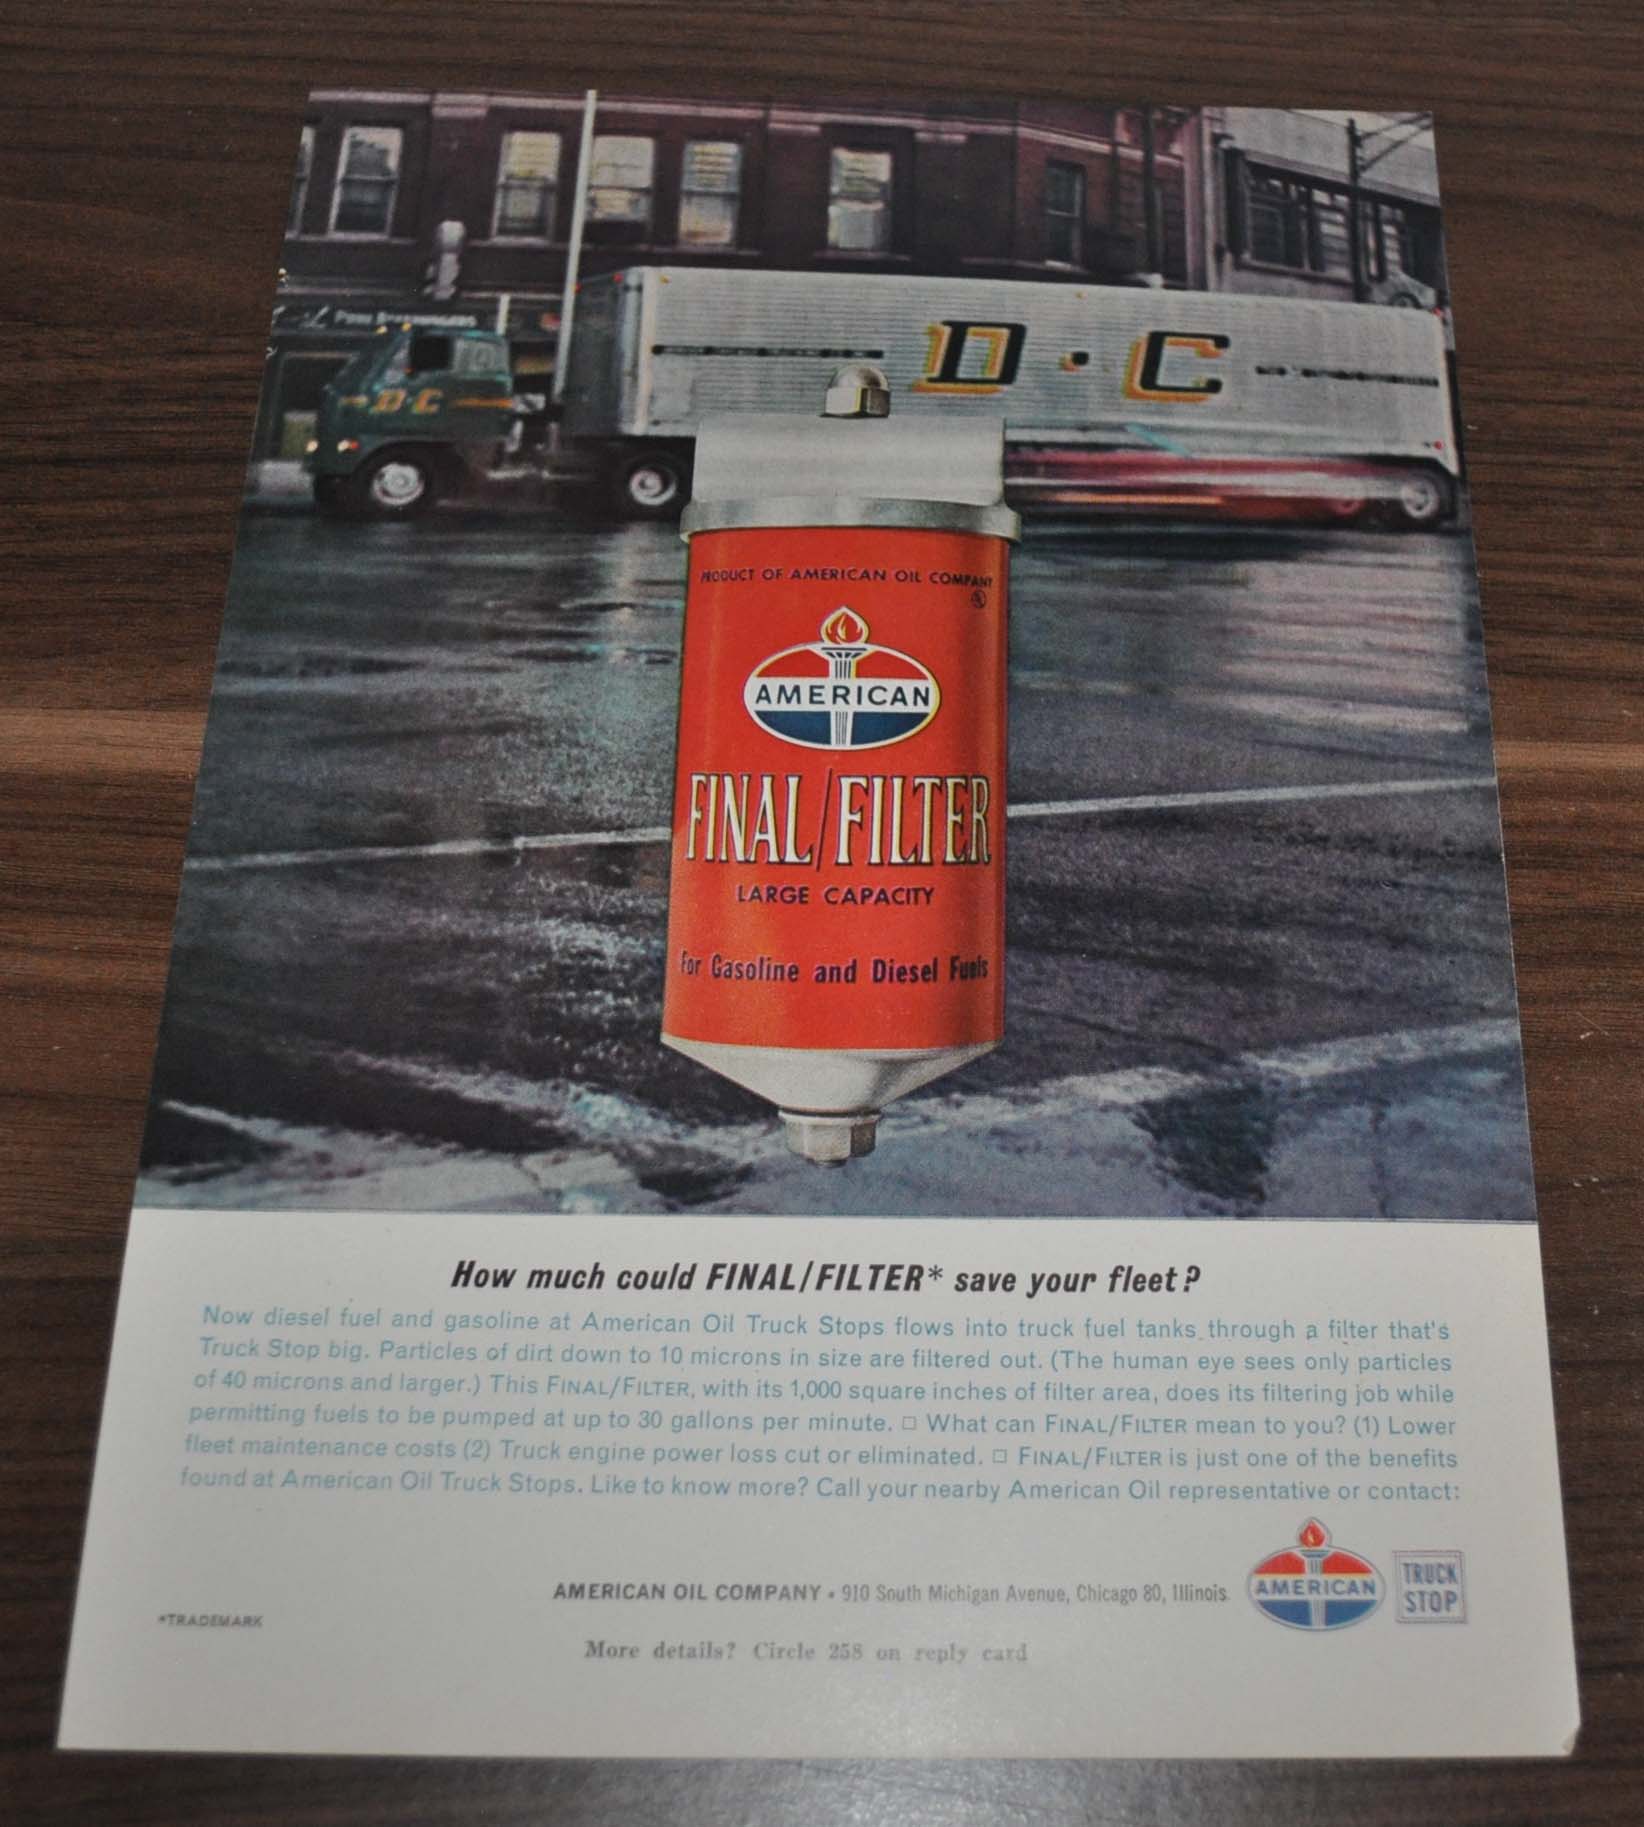 D·C
D·C
PRODUCT OF AMERICAN OIL COMPANY
AMERICAN
FINAL/FILTER
LARGE CAPACITY
For Gasoline and Diesel Fuels
How much could FINAL/FILTER* save your fleet?
Now diesel fuel and gasoline at American Oil Truck Stops flows into truck fuel tanks through a filter that's
Truck Stop big. Particles of dirt down to 10 microns in size are filtered out. (The human eye sees only particles
of 40 microns and larger.) This FINAL/FILTER, with its 1,000 square inches of filter area, does its filtering job while
permitting fuels to be pumped at up to 30 gallons per minute. □ What can FINAL/FILTER mean to you? (1) Lower
fleet maintenance costs (2) Truck engine power loss cut or eliminated. □ FINAL/FILTER is just one of the benefits
found at American Oil Truck Stops. Like to know more? Call your nearby American Oil representative or contact:
AMERICAN OIL COMPANY • 910 South Michigan Avenue, Chicago 80, Illinois
AMERICAN
TRUCK
STOP
*TRADEMARK
More details? Circle 258 on reply card